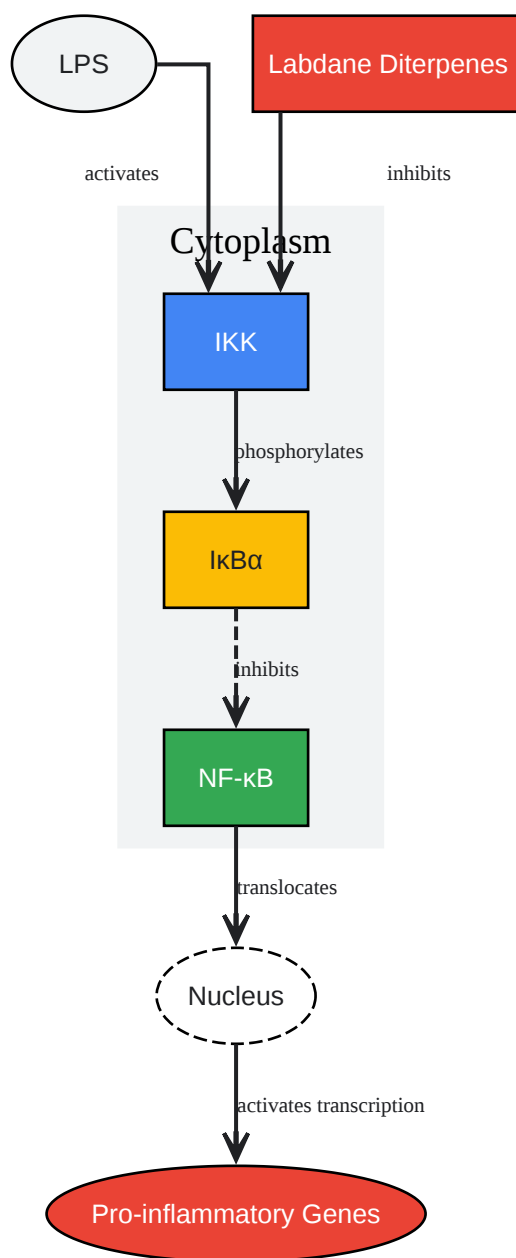 LPS
Labdane Diterpenes
activates
inhibits
Cytoplasm
IKK
phosphorylates
IκBα
inhibits
NF-κB
translocates
Nucleus
activates transcription
Pro-inflammatory Genes